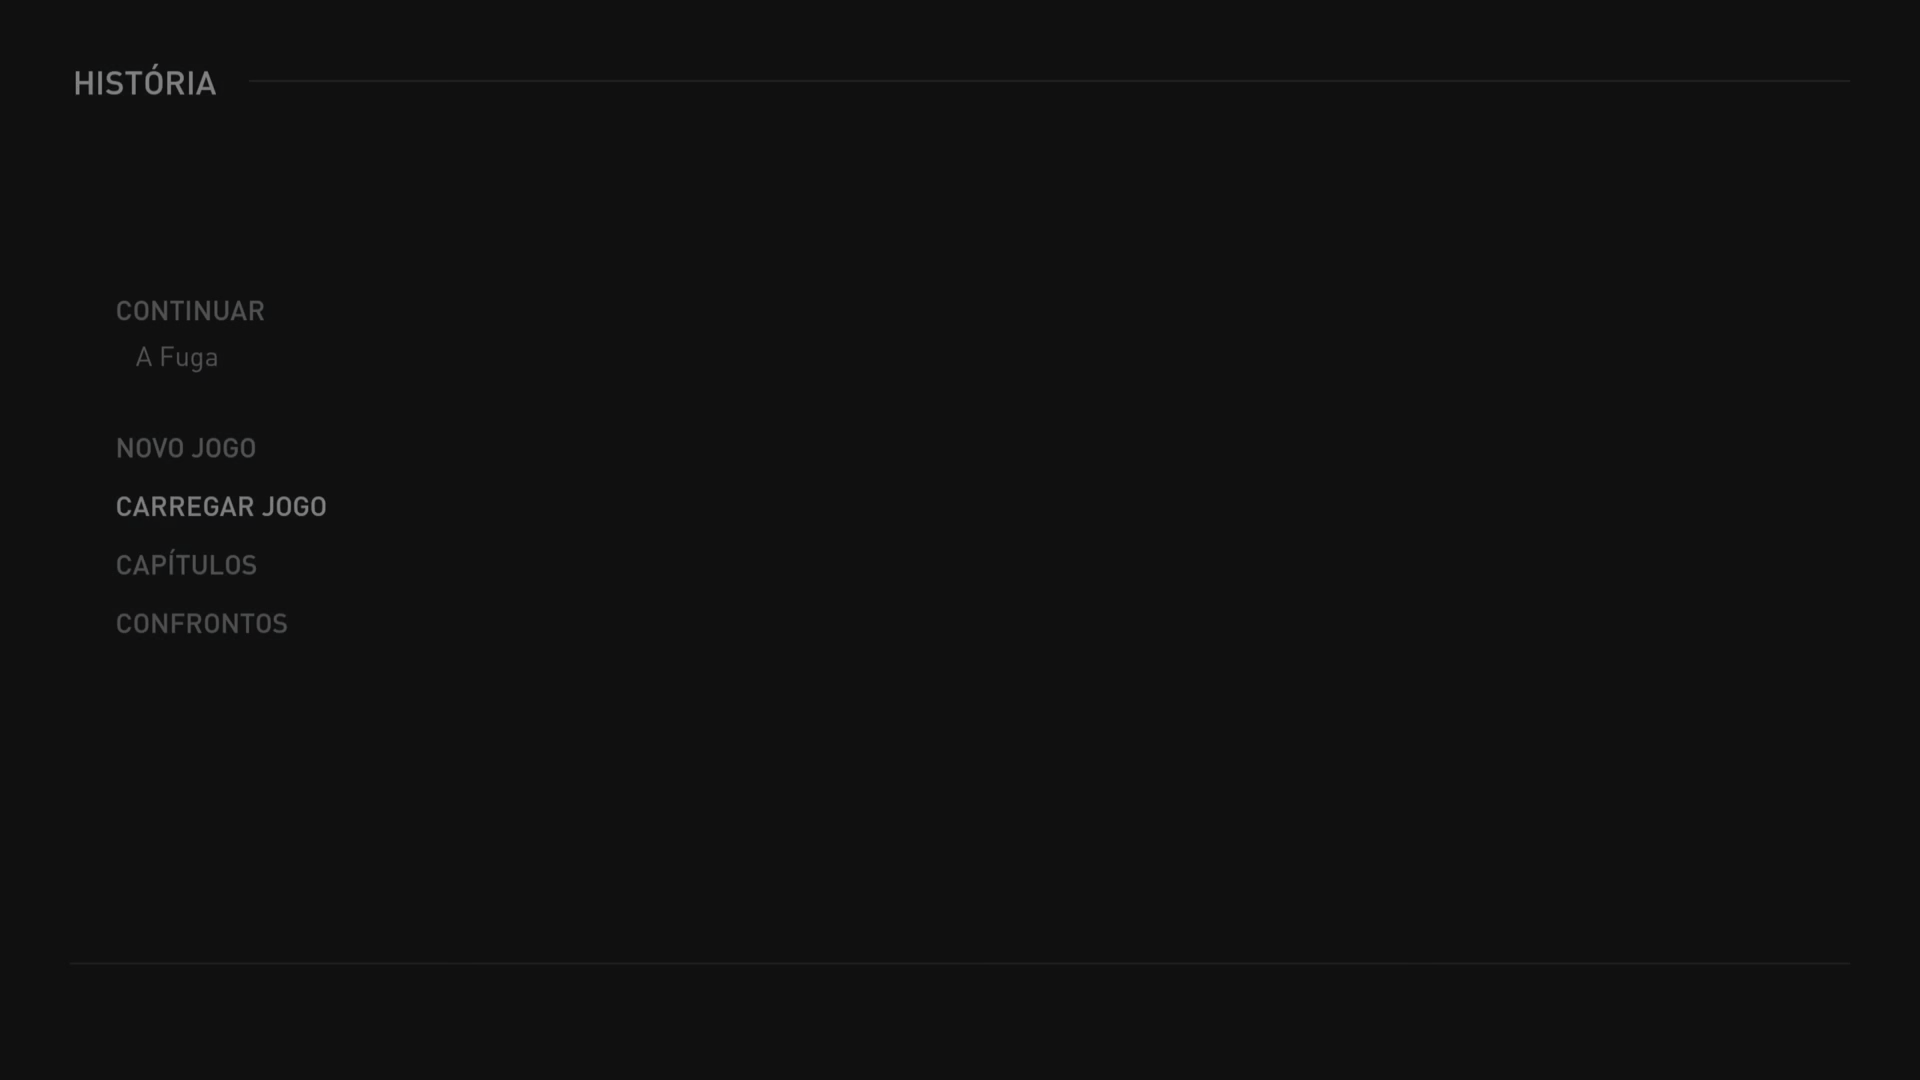 HISTÓRIA
CONTINUAR
A Fuga
NOVO JOGO
CARREGAR JOGO
CAPÍTULOS
CONFRONTOS